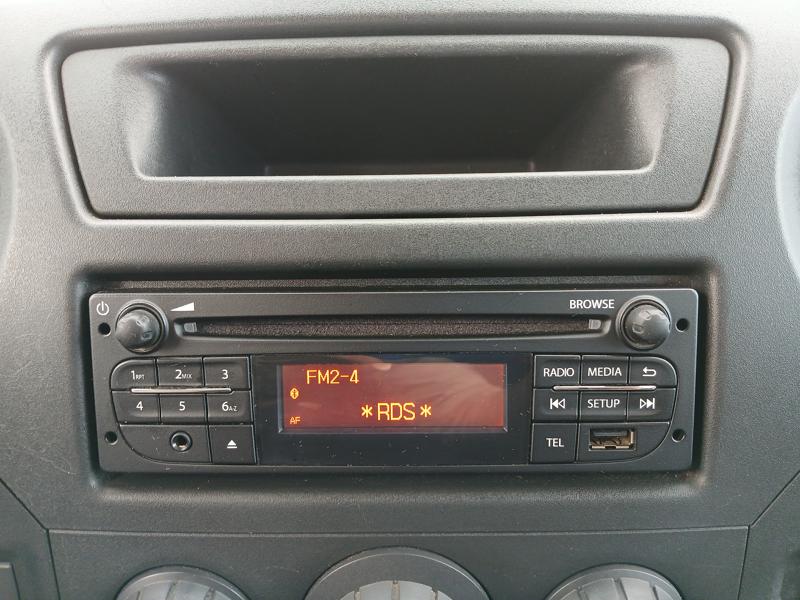 BROWSE
1RPT 2MIX 3
4 5 6A-Z
FM2-4
AF *RDS*
RADIO MEDIA
SETUP
TEL